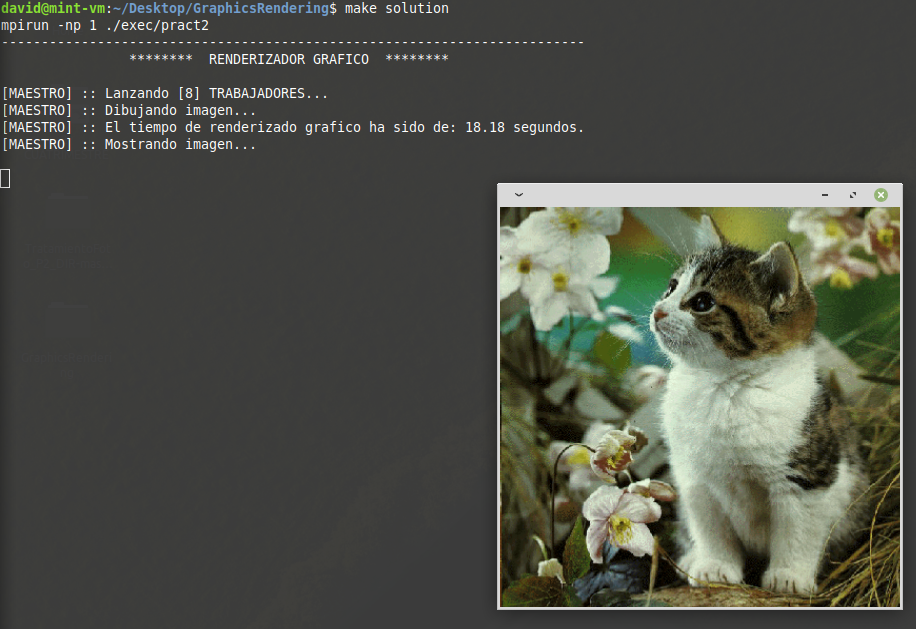 david@mint-vm:~/Desktop/GraphicsRendering$ make solution
mpirun -np 1 ./exec/pract2
-------------------------------------------------------------------------
******** RENDERIZADOR GRAFICO ********
[MAESTRO] :: Lanzando [8] TRABAJADORES...
[MAESTRO] :: Dibujando imagen...
[MAESTRO] :: El tiempo de renderizado grafico ha sido de: 18.18 segundos.
[MAESTRO] :: Mostrando imagen...